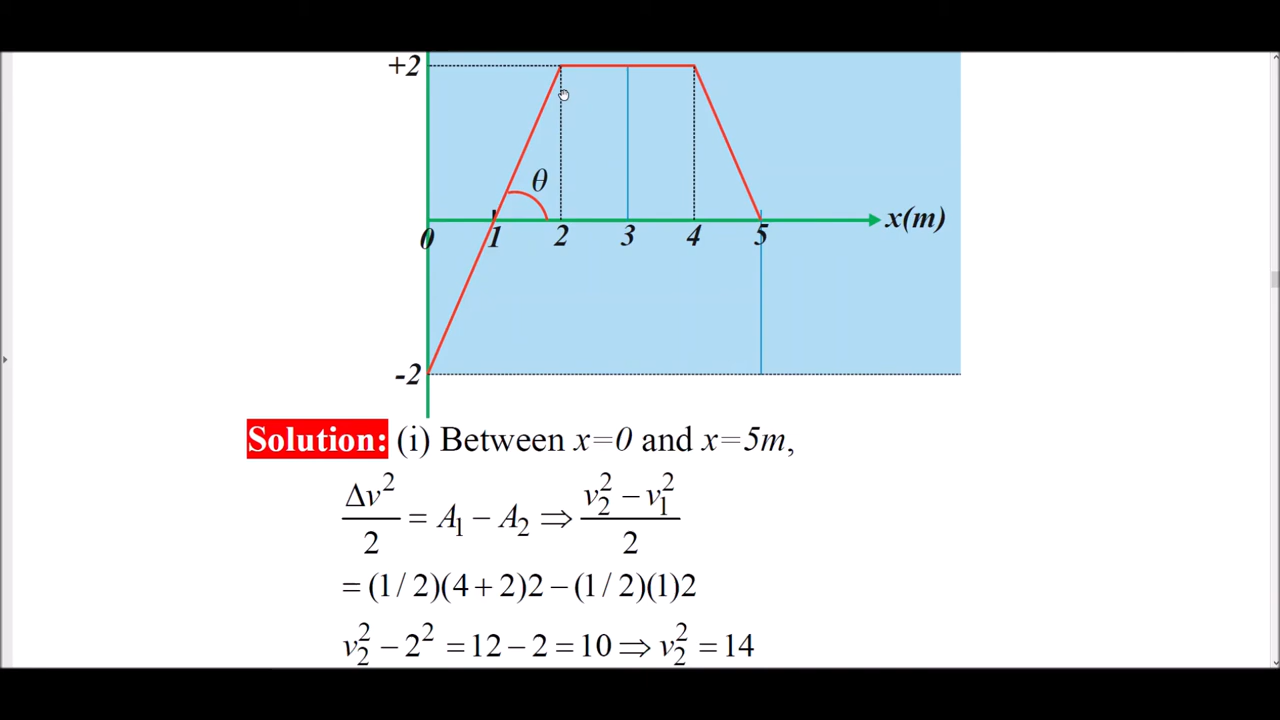 +2
θ
x(m)
0 1 2 3 4 5
-2
Solution: (i) Between x=0 and x=5m,
Δv²/2 = A₁ − A₂ ⇒ (v₂² − v₁²)/2
= (1/2)(4+2)2 − (1/2)(1)2
v₂² − 2² = 12 − 2 = 10 ⇒ v₂² = 14